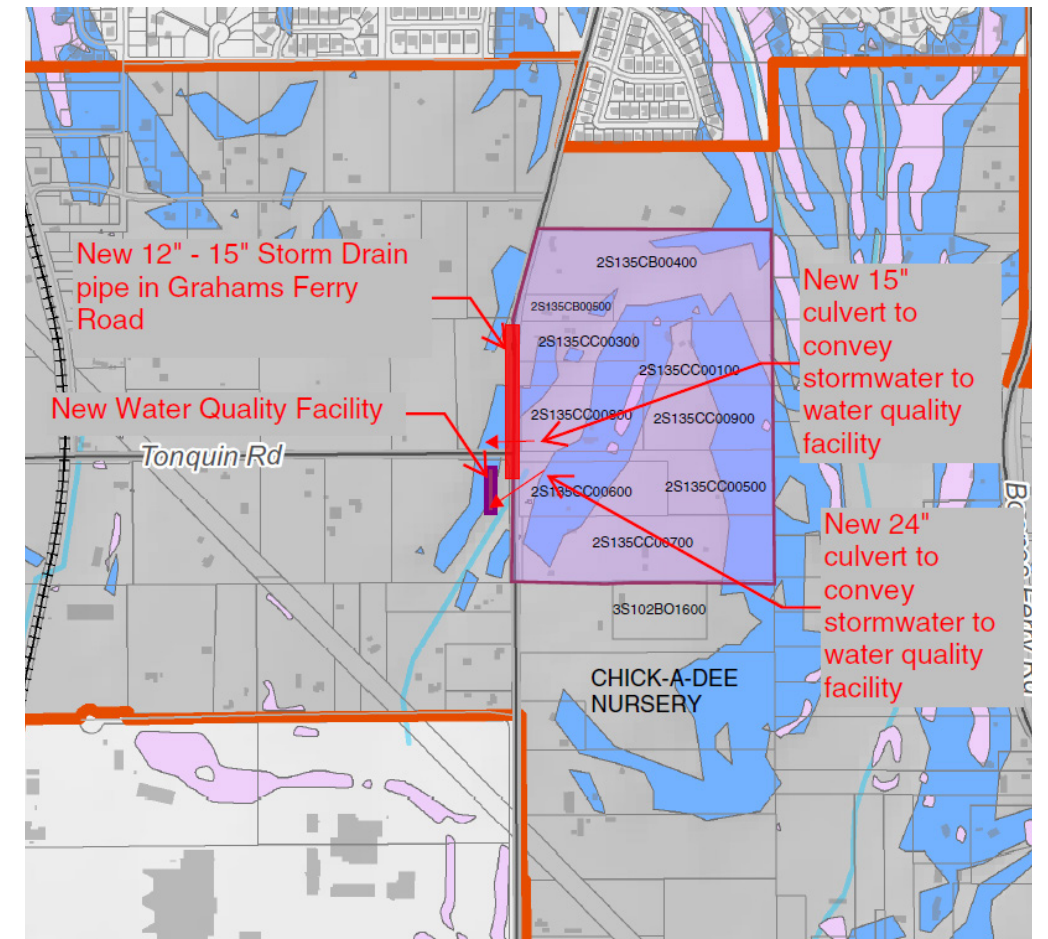 2S135CB00400
New 12" - 15" Storm Drain
pipe in Grahams Ferry
Road
New 15"
culvert to
convey
stormwater to
water quality
facility
2S135CB00500
2S135CC00300
2S135CC00100
New Water Quality Facility
2S135CC00800
2S135CC00900
Tonquin Rd
2S135CC00600
2S135CC00500
2S135CC00700
New 24"
culvert to
convey
stormwater to
water quality
facility
3S102BO1600
CHICK-A-DEE
NURSERY